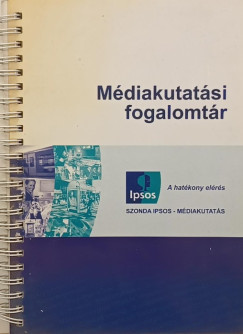 Médiakutatási
fogalomtár
Ipsos
A hatékony elérés
SZONDA IPSOS - MÉDIAKUTATÁS